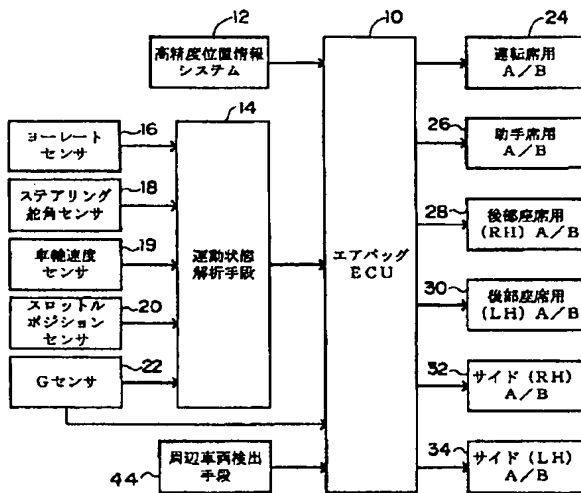 12
10
24
高精度位置情報
システム
運転席用
A/B
14
16
ヨーレート
センサ
26
助手席用
A/B
18
ステアリング
舵角センサ
28
後部座席用
(RH) A/B
19
車輪速度
センサ
運動状態
解析手段
エアバッグ
ECU
30
後部座席用
(LH) A/B
20
スロットル
ポジション
センサ
22
Gセンサ
32
サイド (RH)
A/B
44
周辺車両検出
手段
34
サイド (LH)
A/B